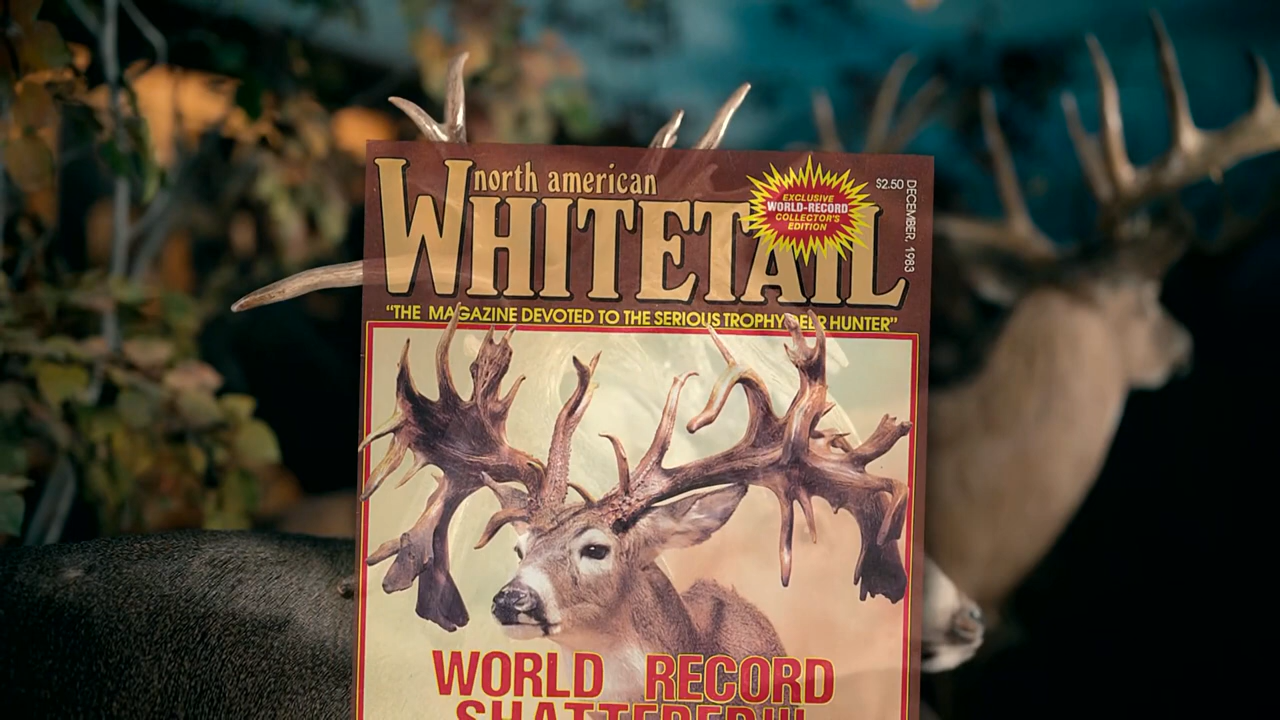 north american
WHITETAIL
EXCLUSIVE
WORLD-RECORD
COLLECTOR'S
EDITION
$2.50
DECEMBER, 1983
"THE MAGAZINE DEVOTED TO THE SERIOUS TROPHY DEER HUNTER"
WORLD RECORD
SHATTERED!!!